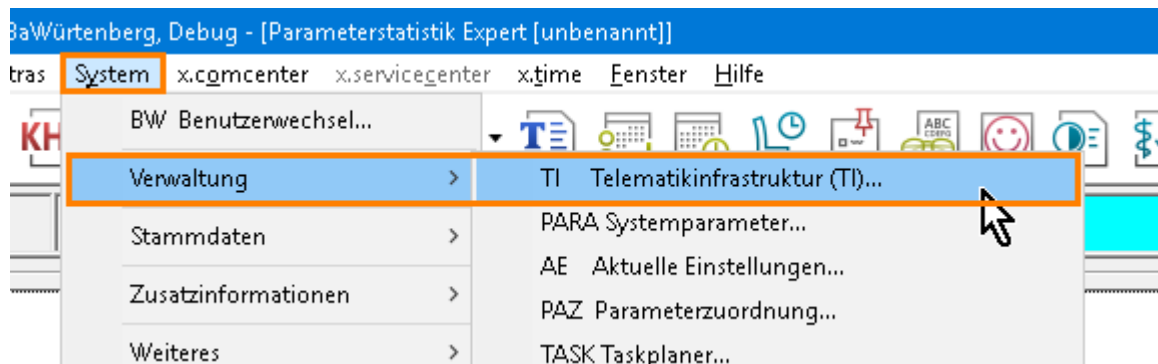 BaWürtenberg, Debug - [Parameterstatistik Expert [unbenannt]]
tras System x.comcenter x.servicecenter x.time Fenster Hilfe
KH
BW Benutzerwechsel...
T
ABC
Verwaltung >
TI Telematikinfrastruktur (TI)...
Stammdaten >
PARA Systemparameter...
AE Aktuelle Einstellungen...
Zusatzinformationen >
PAZ Parameterzuordnung...
Weiteres >
TASK Taskplaner...